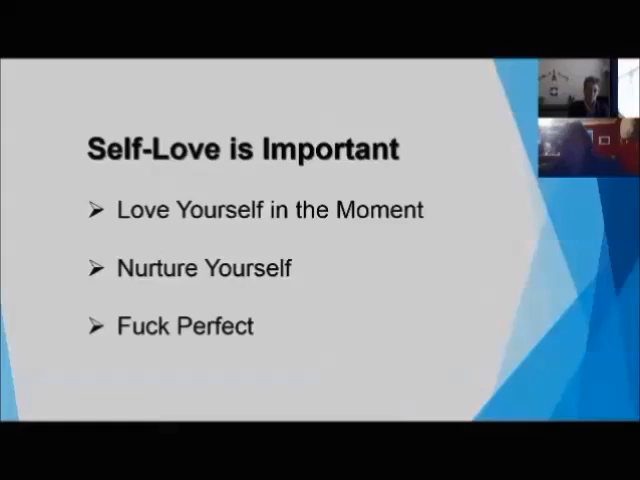 Self-Love is Important
Love Yourself in the Moment
Nurture Yourself
Fuck Perfect